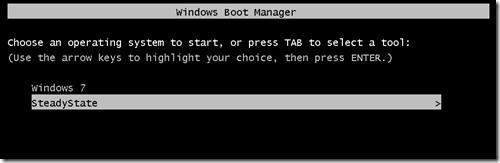 Windows Boot Manager
Choose an operating system to start, or press TAB to select a tool:
(Use the arrow keys to highlight your choice, then press ENTER.)
Windows 7
SteadyState >